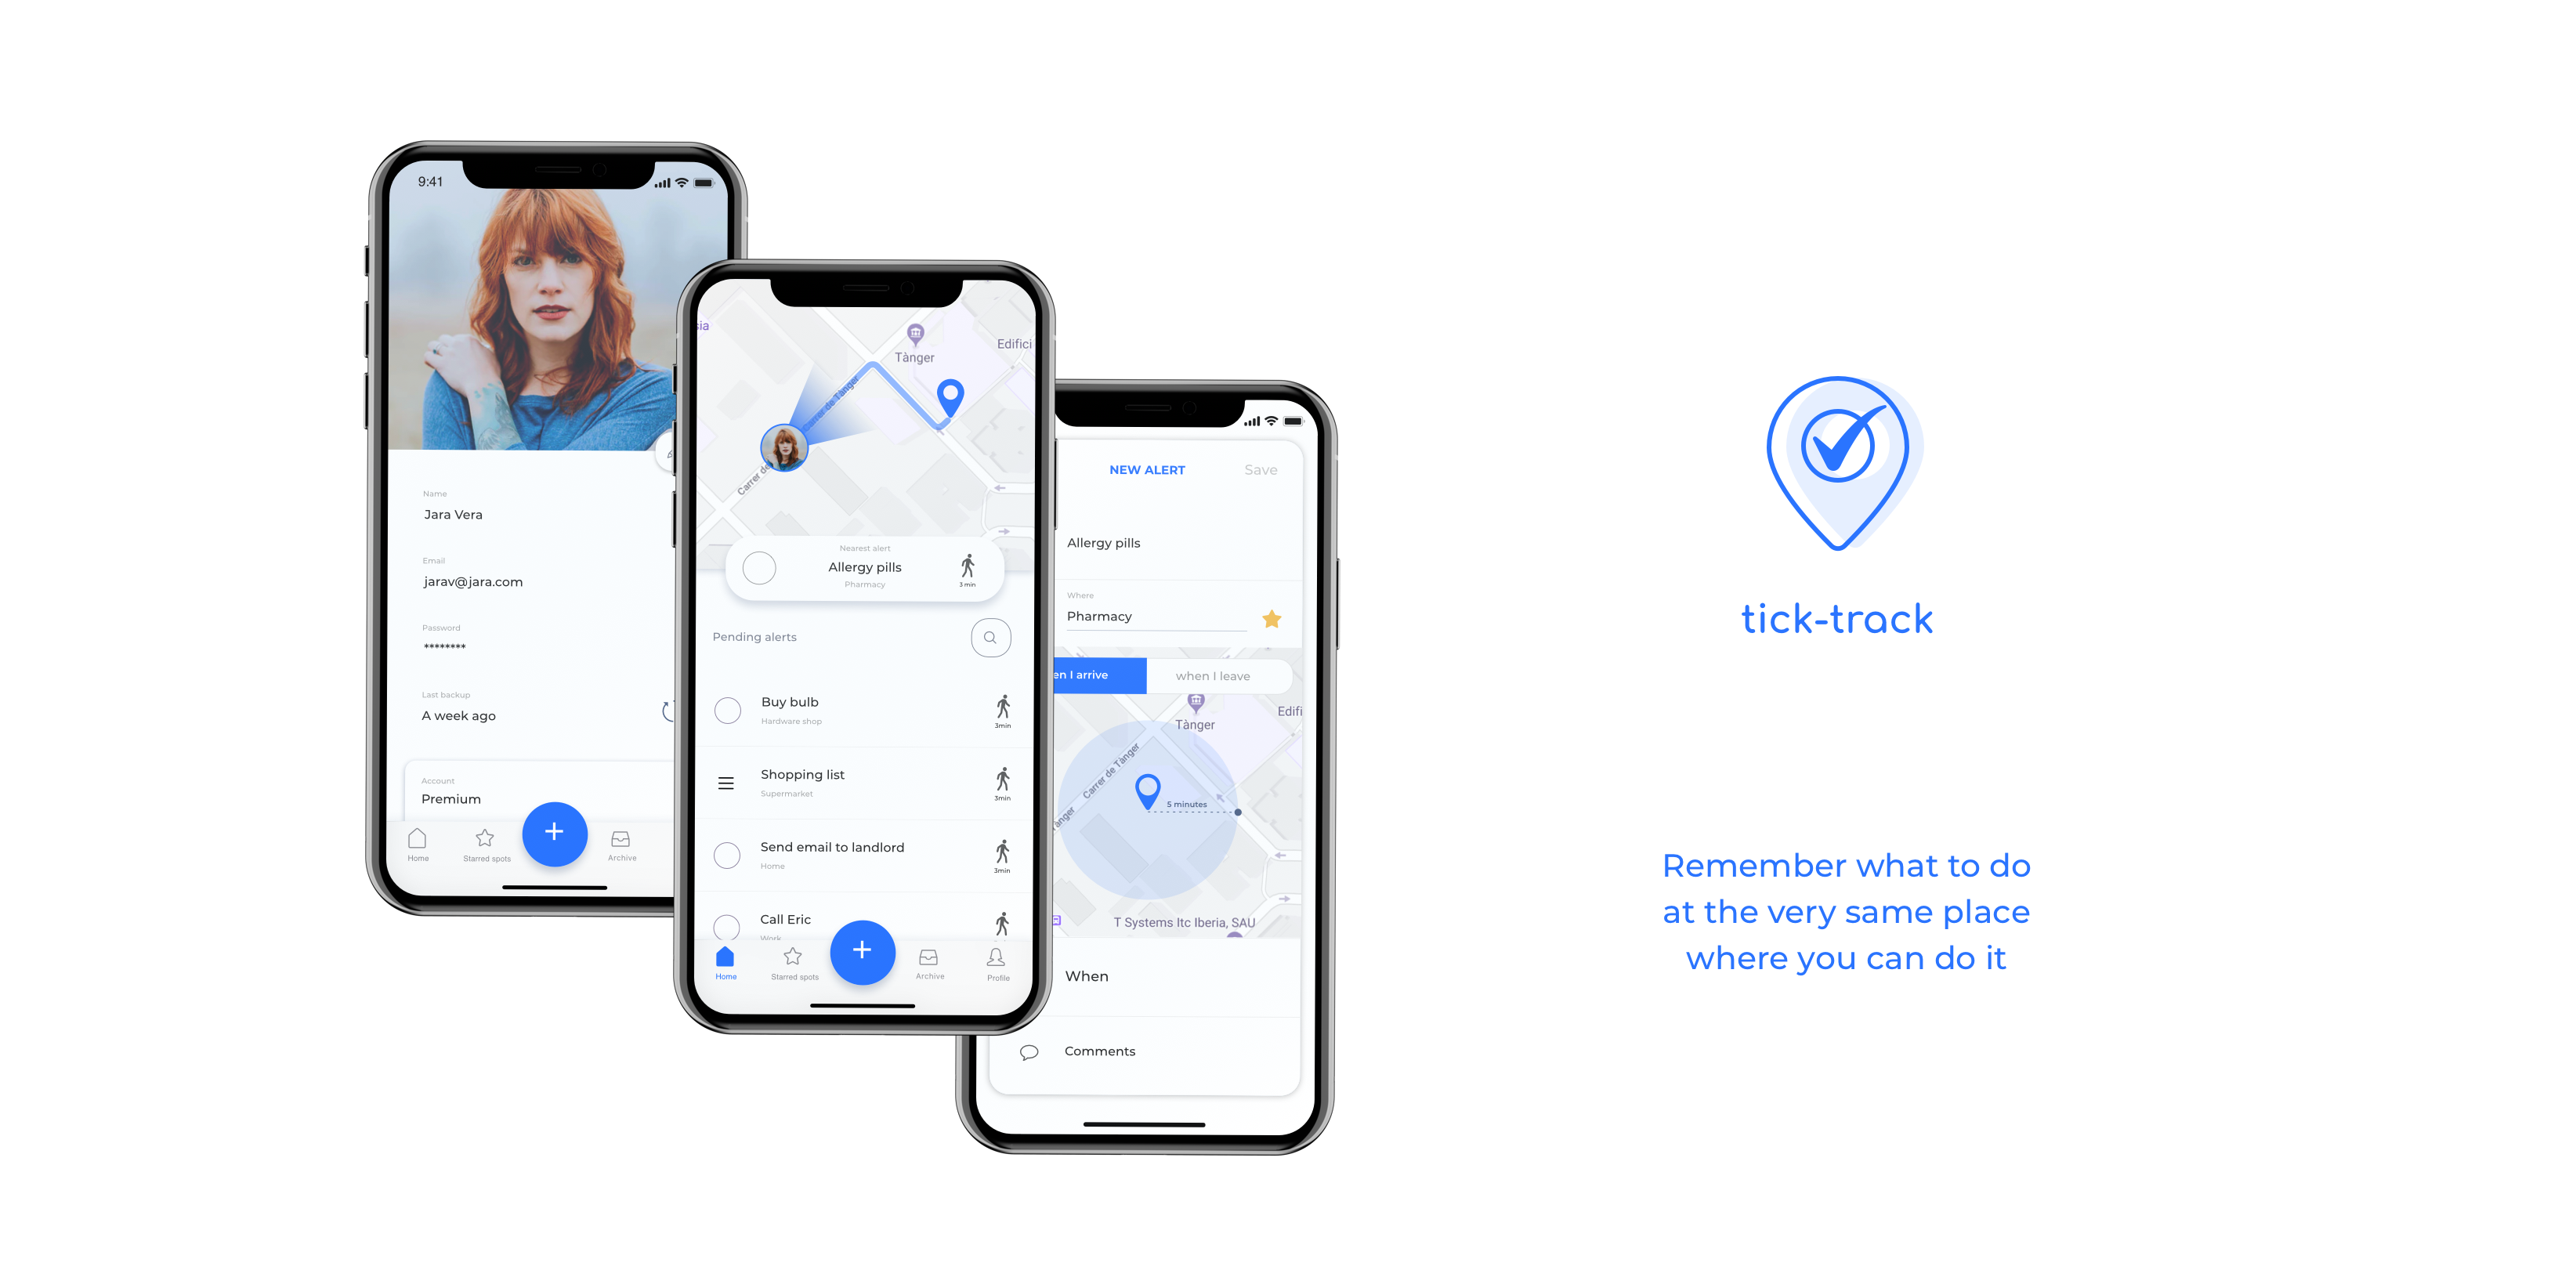 9:41
Name
Jara Vera
Email
jarav@jara.com
Password
********
Last backup
A week ago
Account
Premium
Home
Starred spots
Archive
sia
Tànger
Edifici
Carrer de Tànger
Carrer de
Nearest alert
Allergy pills
Pharmacy
3 min
Pending alerts
Buy bulb
Hardware shop
3min
Shopping list
Supermarket
3min
Send email to landlord
Home
3min
Call Eric
Work
Home
Starred spots
Archive
Profile
NEW ALERT
Save
Allergy pills
Where
Pharmacy
en I arrive
when I leave
Tànger
Edifi
Carrer de Tànger
Tànger
5 minutes
T Systems Itc Iberia, SAU
When
Comments
tick-track
Remember what to do
at the very same place
where you can do it